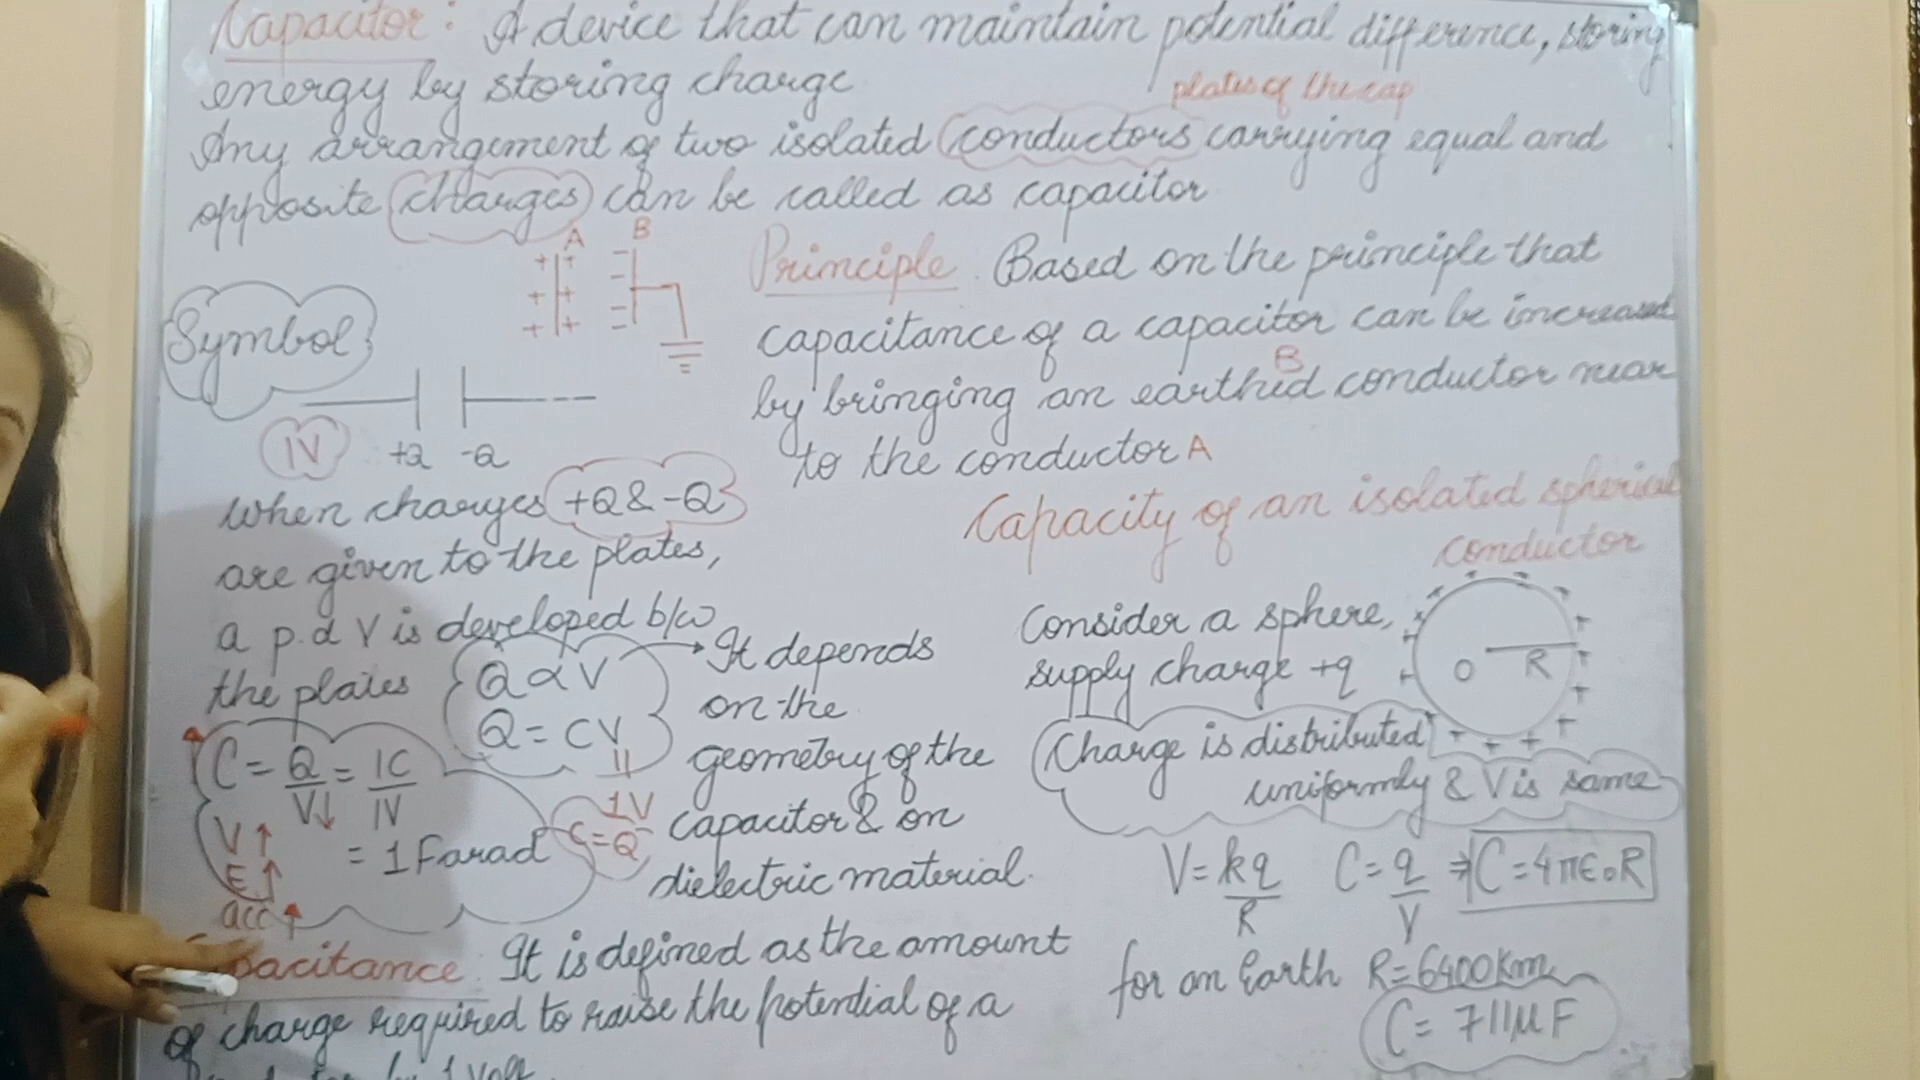 Capacitor: A device that can maintain potential difference, storing
energy by storing charge
plates of the cap
Any arrangement of two isolated conductors carrying equal and
opposite charges can be called as capacitor
A B
Principle Based on the principle that
capacitance of a capacitor can be increased
B
by bringing an earthed conductor near
to the conductor A
Symbol
1V +Q -Q
When charges +Q & -Q
are given to the plates,
a p.d V is developed b/w
the plates
Q ∝ V
Q = CV
1V
C=Q
It depends
on the
geometry of the
capacitor & on
dielectric material.
C = Q/V↓ = 1C/1V
= 1 Farad
V ↑
E ↑
acc ↑
Capacitance: It is defined as the amount
of charge required to raise the potential of a
by 1 Volt
Capacity of an isolated spherical
conductor
Consider a sphere,
supply charge +q
O R
Charge is distributed
uniformly & V is same
V = kq/R C = q/V ⇒ C = 4πε₀R
for an Earth R = 6400 Km
C = 711 μF